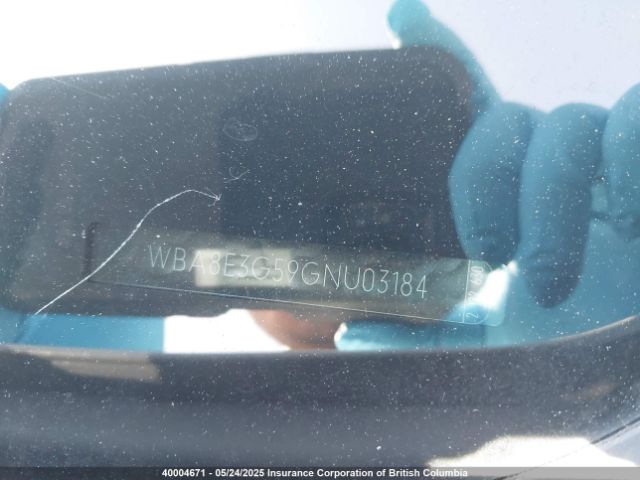 WBA8E3G59GNU03184
40004671 - 05/24/2025 Insurance Corporation of British Columbia